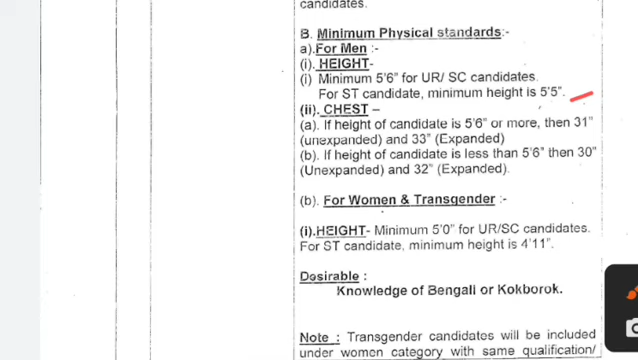 candidates.
B. Minimum Physical standards:-
a).For Men :-
(i). HEIGHT-
(i) Minimum 5'6" for UR/ SC candidates.
For ST candidate, minimum height is 5'5".
(ii). CHEST –
(a). If height of candidate is 5'6" or more, then 31"
(unexpanded) and 33" (Expanded)
(b). If height of candidate is less than 5'6" then 30"
(Unexpanded) and 32" (Expanded).
(b). For Women & Transgender :-
(i).HEIGHT- Minimum 5'0" for UR/SC candidates.
For ST candidate, minimum height is 4'11".
Desirable :
Knowledge of Bengali or Kokborok.
Note : Transgender candidates will be included
under women category with same qualification/